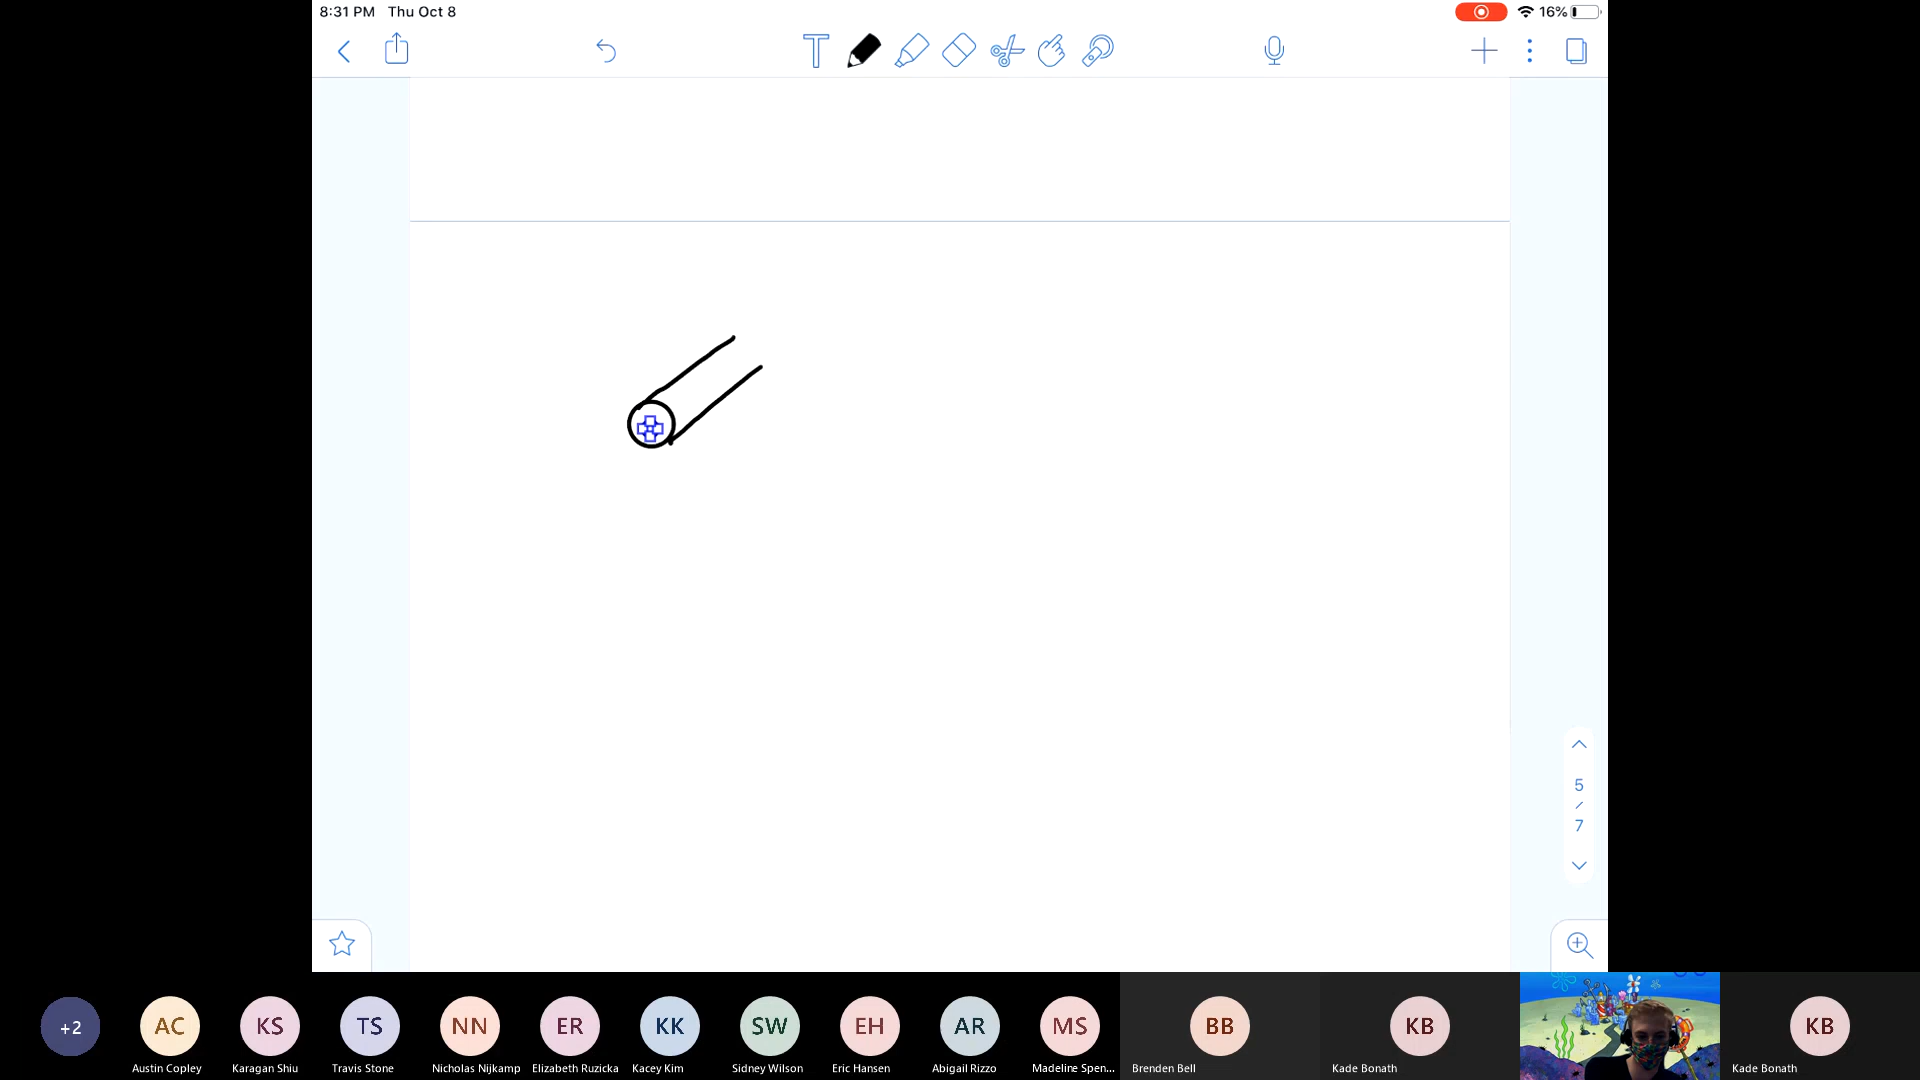 8:31 PM Thu Oct 8
16%
T
5
/
7
+2
AC
KS
TS
NN
ER
KK
SW
EH
AR
MS
BB
KB
KB
Austin Copley
Karagan Shiu
Travis Stone
Nicholas Nijkamp
Elizabeth Ruzicka
Kacey Kim
Sidney Wilson
Eric Hansen
Abigail Rizzo
Madeline Spen...
Brenden Bell
Kade Bonath
Kade Bonath